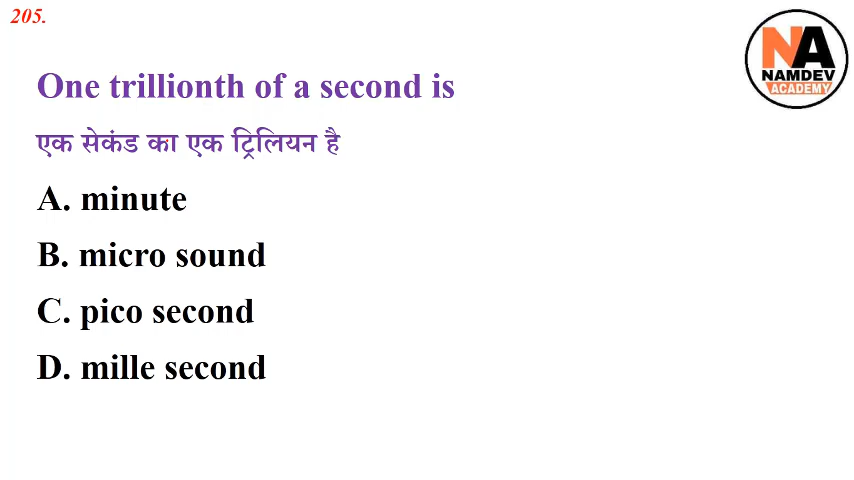 205.
NA
NAMDEV
ACADEMY
One trillionth of a second is
एक सेकंड का एक ट्रिलियन है
A. minute
B. micro sound
C. pico second
D. mille second